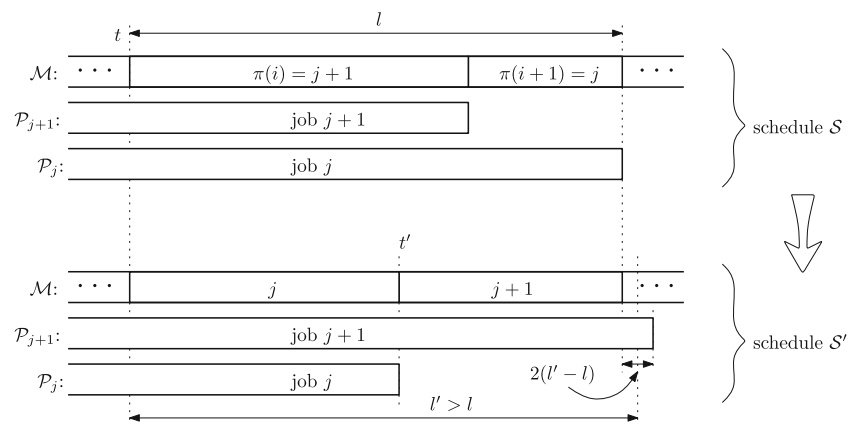 t
l
ℳ: · · · π(i) = j + 1 π(i + 1) = j · · ·
𝒫_{j+1}: job j + 1
𝒫_j: job j
schedule 𝒮
t′
ℳ: · · · j j + 1 · · ·
𝒫_{j+1}: job j + 1
𝒫_j: job j
2(l′ − l)
l′ > l
schedule 𝒮′